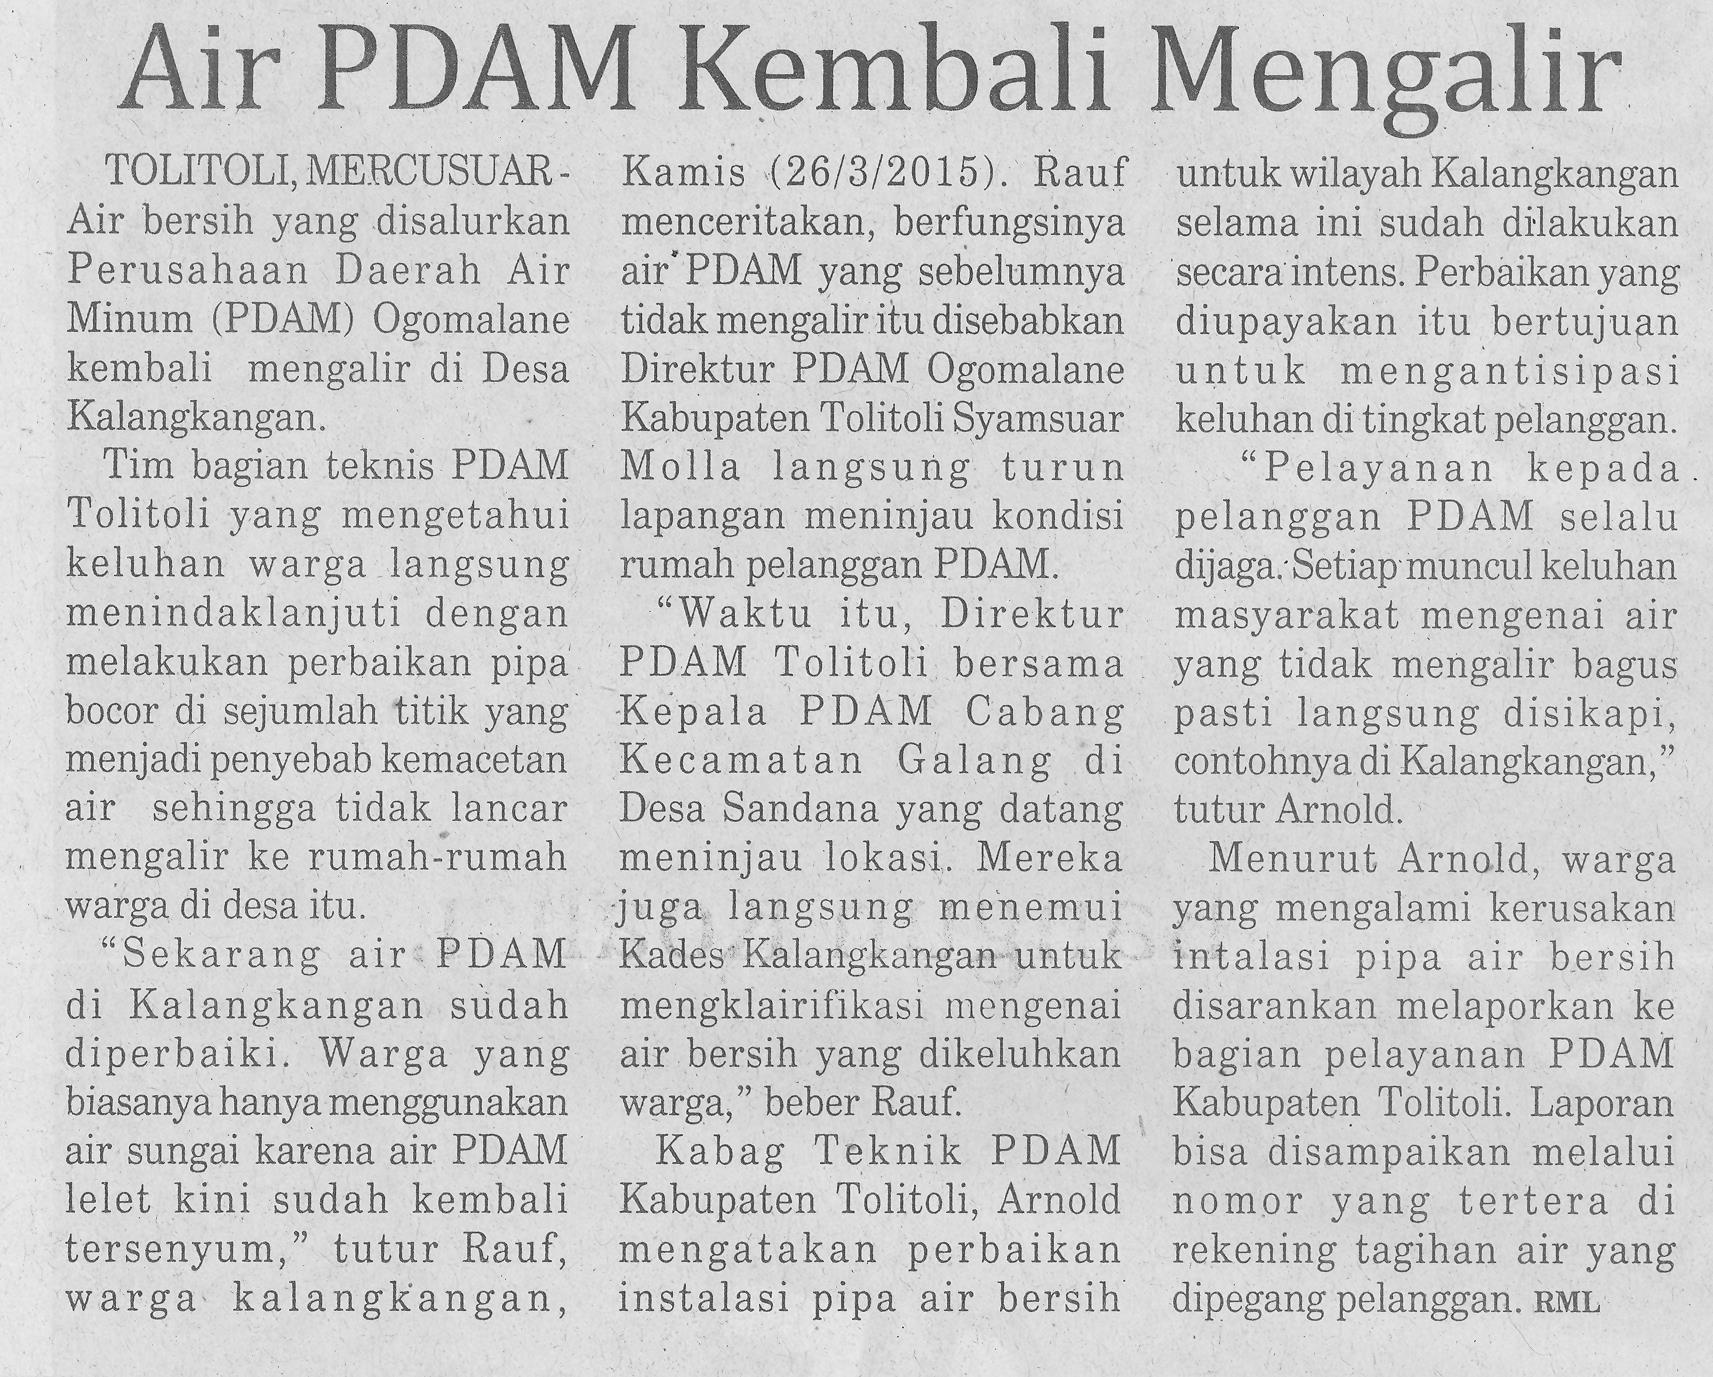 Air PDAM Kembali Mengalir
TOLITOLI, MERCUSUAR -
Air bersih yang disalurkan
Perusahaan Daerah Air
Minum (PDAM) Ogomalane
kembali mengalir di Desa
Kalangkangan.
Tim bagian teknis PDAM
Tolitoli yang mengetahui
keluhan warga langsung
menindaklanjuti dengan
melakukan perbaikan pipa
bocor di sejumlah titik yang
menjadi penyebab kemacetan
air sehingga tidak lancar
mengalir ke rumah-rumah
warga di desa itu.
“Sekarang air PDAM
di Kalangkangan sudah
diperbaiki. Warga yang
biasanya hanya menggunakan
air sungai karena air PDAM
lelet kini sudah kembali
tersenyum,” tutur Rauf,
warga kalangkangan,
Kamis (26/3/2015). Rauf
menceritakan, berfungsinya
air PDAM yang sebelumnya
tidak mengalir itu disebabkan
Direktur PDAM Ogomalane
Kabupaten Tolitoli Syamsuar
Molla langsung turun
lapangan meninjau kondisi
rumah pelanggan PDAM.
“Waktu itu, Direktur
PDAM Tolitoli bersama
Kepala PDAM Cabang
Kecamatan Galang di
Desa Sandana yang datang
meninjau lokasi. Mereka
juga langsung menemui
Kades Kalangkangan untuk
mengklairifikasi mengenai
air bersih yang dikeluhkan
warga,” beber Rauf.
Kabag Teknik PDAM
Kabupaten Tolitoli, Arnold
mengatakan perbaikan
instalasi pipa air bersih
untuk wilayah Kalangkangan
selama ini sudah dilakukan
secara intens. Perbaikan yang
diupayakan itu bertujuan
untuk mengantisipasi
keluhan di tingkat pelanggan.
“Pelayanan kepada
pelanggan PDAM selalu
dijaga. Setiap muncul keluhan
masyarakat mengenai air
yang tidak mengalir bagus
pasti langsung disikapi,
contohnya di Kalangkangan,”
tutur Arnold.
Menurut Arnold, warga
yang mengalami kerusakan
intalasi pipa air bersih
disarankan melaporkan ke
bagian pelayanan PDAM
Kabupaten Tolitoli. Laporan
bisa disampaikan melalui
nomor yang tertera di
rekening tagihan air yang
dipegang pelanggan. RML